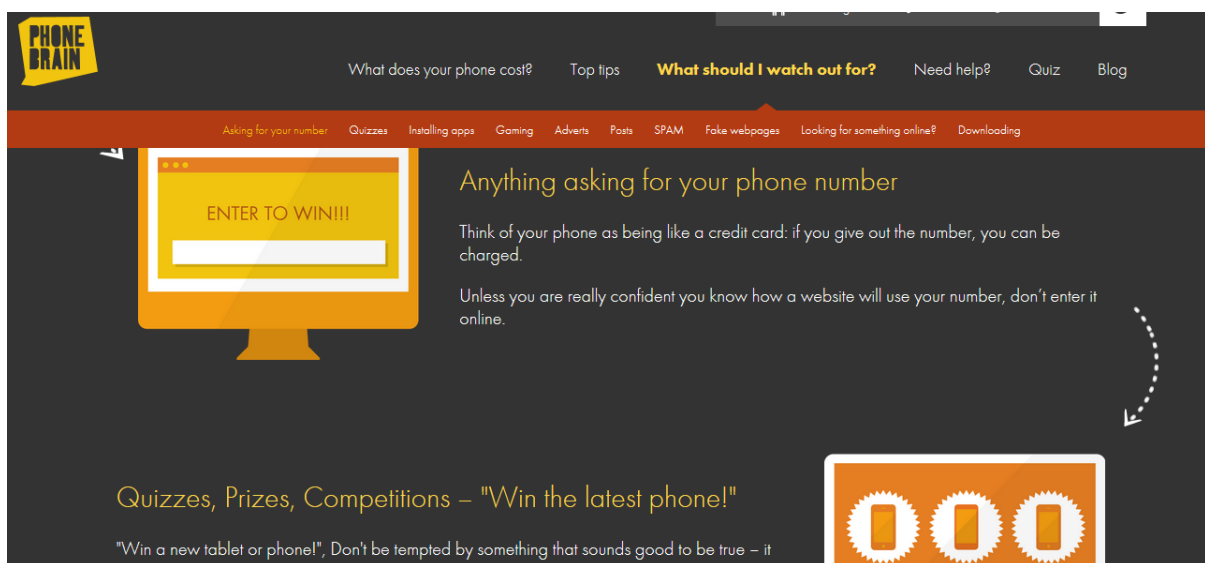 PHONE
BRAIN
What does your phone cost?
Top tips
What should I watch out for?
Need help?
Quiz
Blog
Asking for your number
Quizzes
Installing apps
Gaming
Adverts
Posts
SPAM
Fake webpages
Looking for something online?
Downloading
ENTER TO WIN!!!
Anything asking for your phone number
Think of your phone as being like a credit card: if you give out the number, you can be
charged.
Unless you are really confident you know how a website will use your number, don't enter it
online.
Quizzes, Prizes, Competitions – "Win the latest phone!"
"Win a new tablet or phone!", Don't be tempted by something that sounds good to be true – it